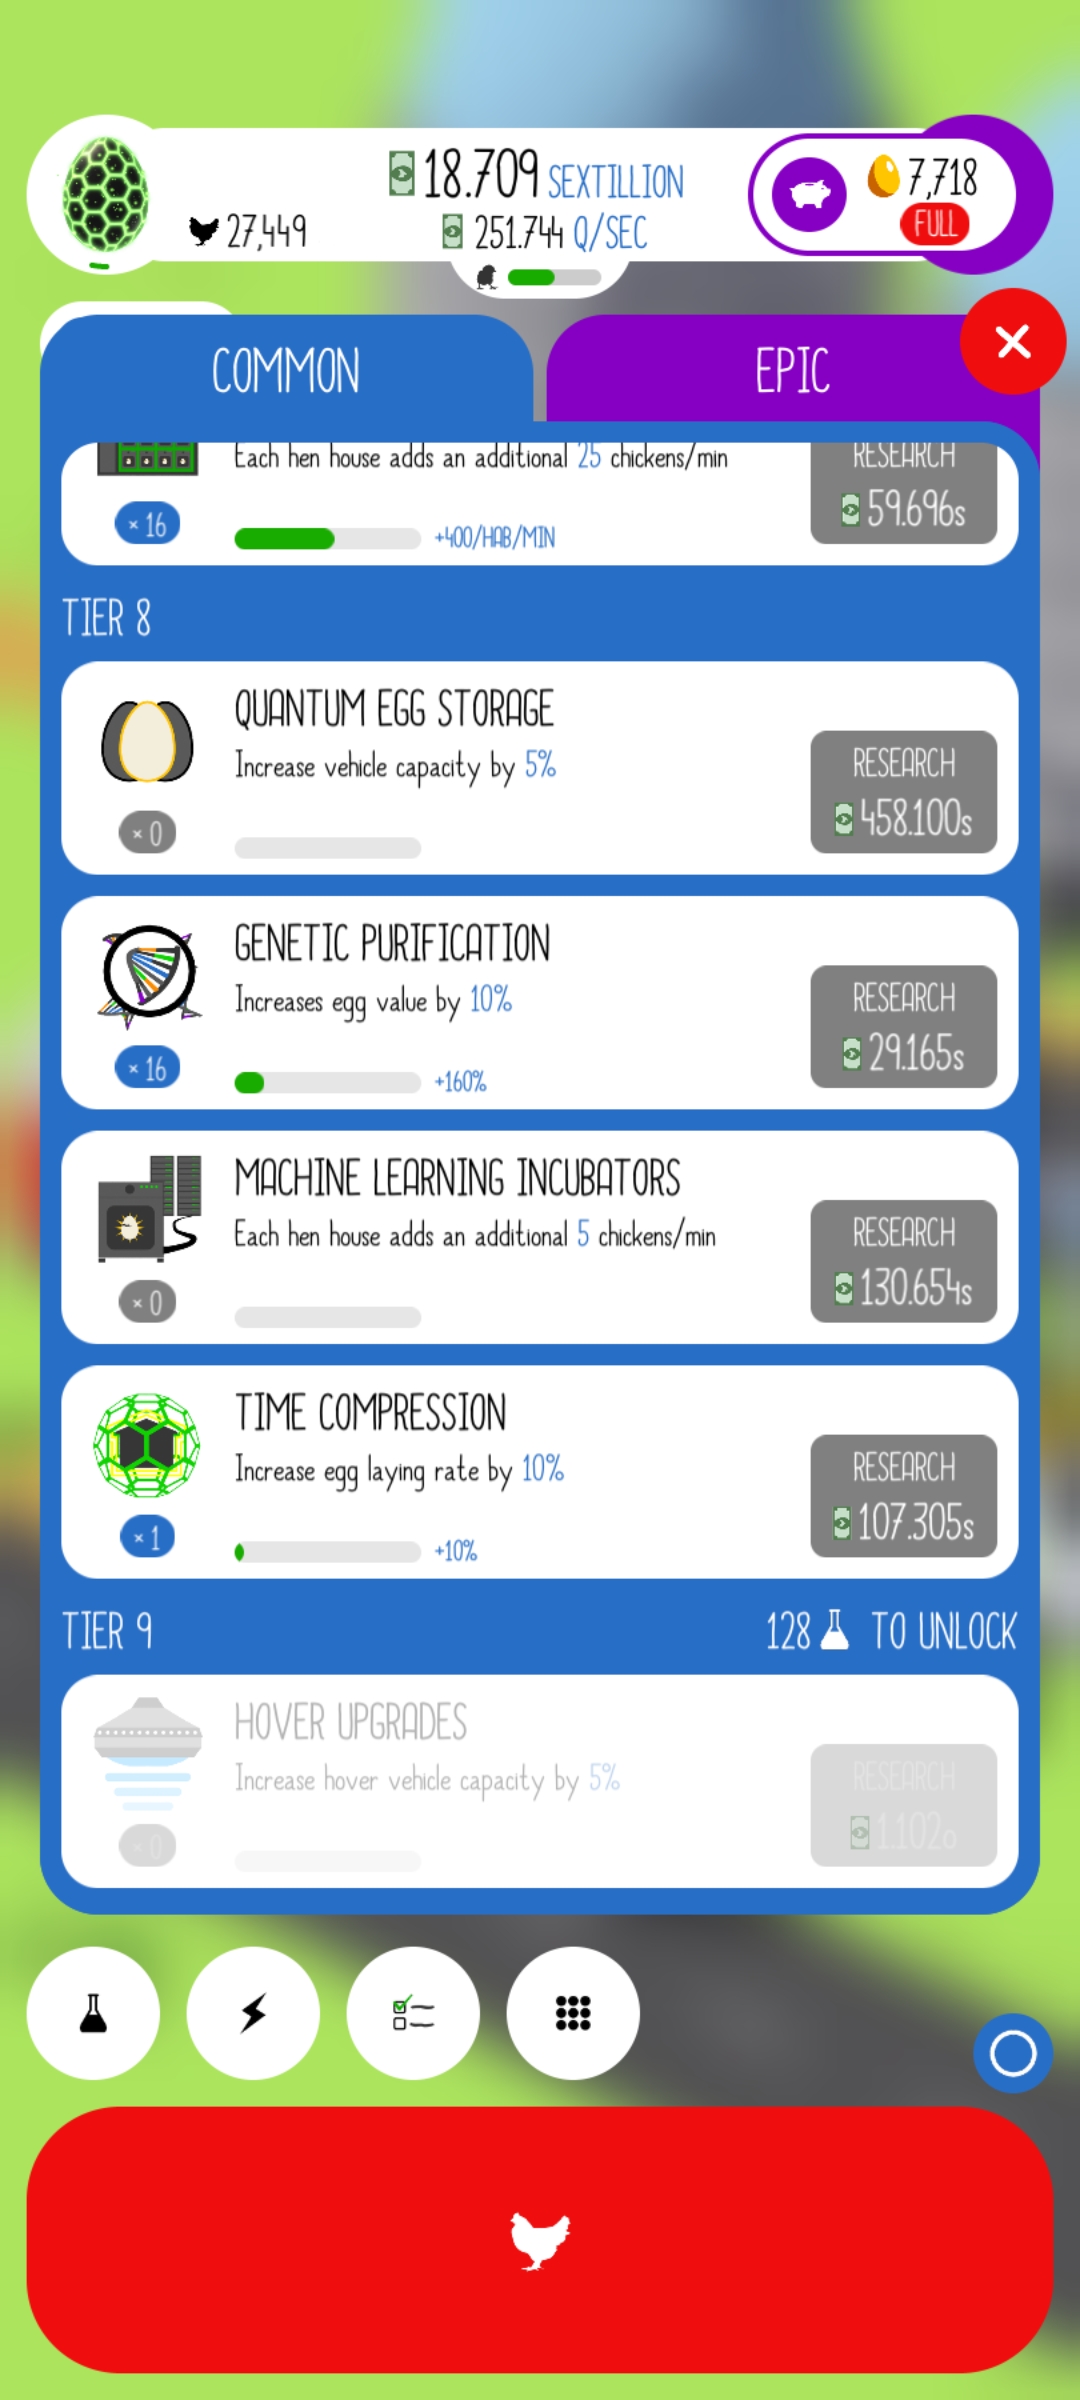 18.709 SEXTILLION
27,449
251.744 Q/SEC
7,718
FULL
COMMON
EPIC
Each hen house adds an additional 25 chickens/min
RESEARCH
59.696s
× 16
+400/HAB/MIN
TIER 8
QUANTUM EGG STORAGE
Increase vehicle capacity by 5%
RESEARCH
458.100s
× 0
GENETIC PURIFICATION
Increases egg value by 10%
RESEARCH
29.165s
× 16
+160%
MACHINE LEARNING INCUBATORS
Each hen house adds an additional 5 chickens/min
RESEARCH
130.654s
× 0
TIME COMPRESSION
Increase egg laying rate by 10%
RESEARCH
107.305s
× 1
+10%
TIER 9
128 TO UNLOCK
HOVER UPGRADES
Increase hover vehicle capacity by 5%
RESEARCH
1.102o
× 0